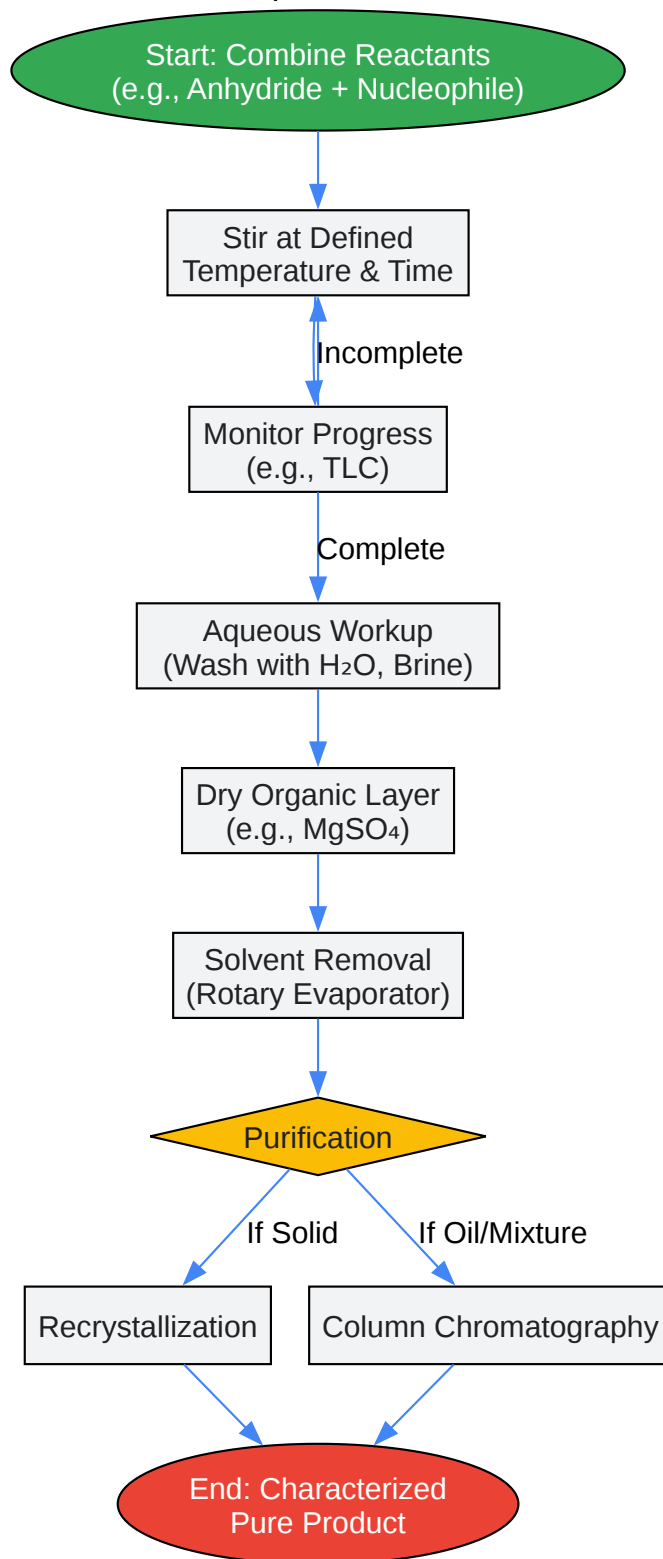 Start: Combine Reactants
(e.g., Anhydride + Nucleophile)
Stir at Defined
Temperature & Time
Incomplete
Monitor Progress
(e.g., TLC)
Complete
Aqueous Workup
(Wash with H₂O, Brine)
Dry Organic Layer
(e.g., MgSO₄)
Solvent Removal
(Rotary Evaporator)
Purification
If Solid
If Oil/Mixture
Recrystallization
Column Chromatography
End: Characterized
Pure Product